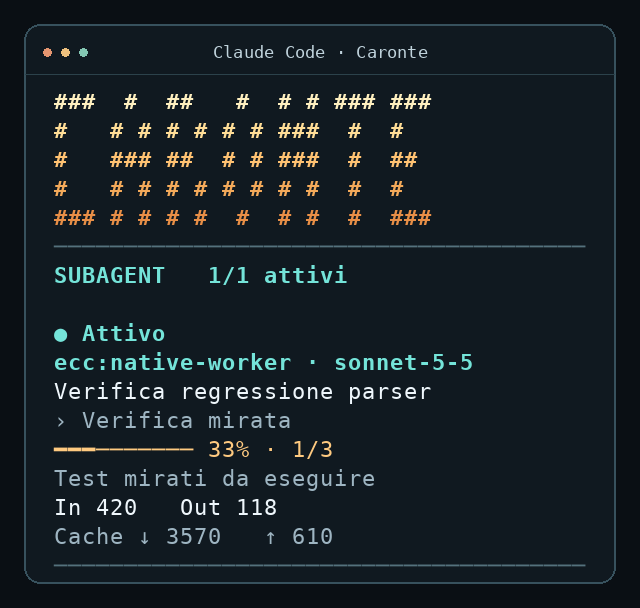 Claude Code · Caronte
CARONTE
SUBAGENT   1/1 attivi
● Attivo
ecc:native-worker · sonnet-5-5
Verifica regressione parser
› Verifica mirata
33% · 1/3
Test mirati da eseguire
In 420   Out 118
Cache ↓ 3570   ↑ 610